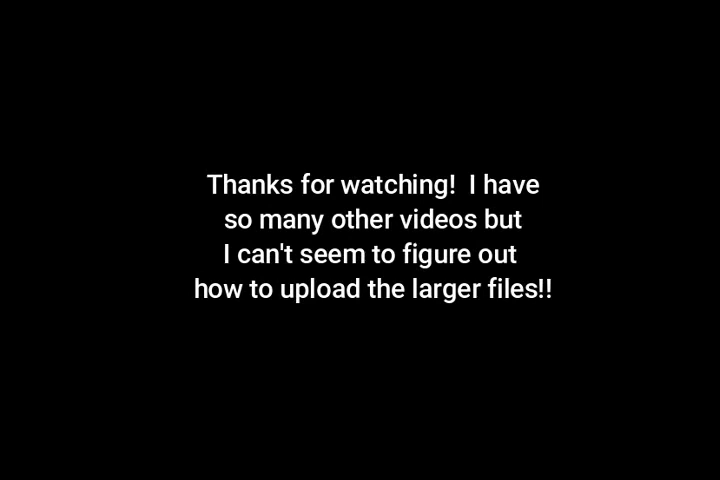 Thanks for watching!  I have
so many other videos but
I can't seem to figure out
how to upload the larger files!!